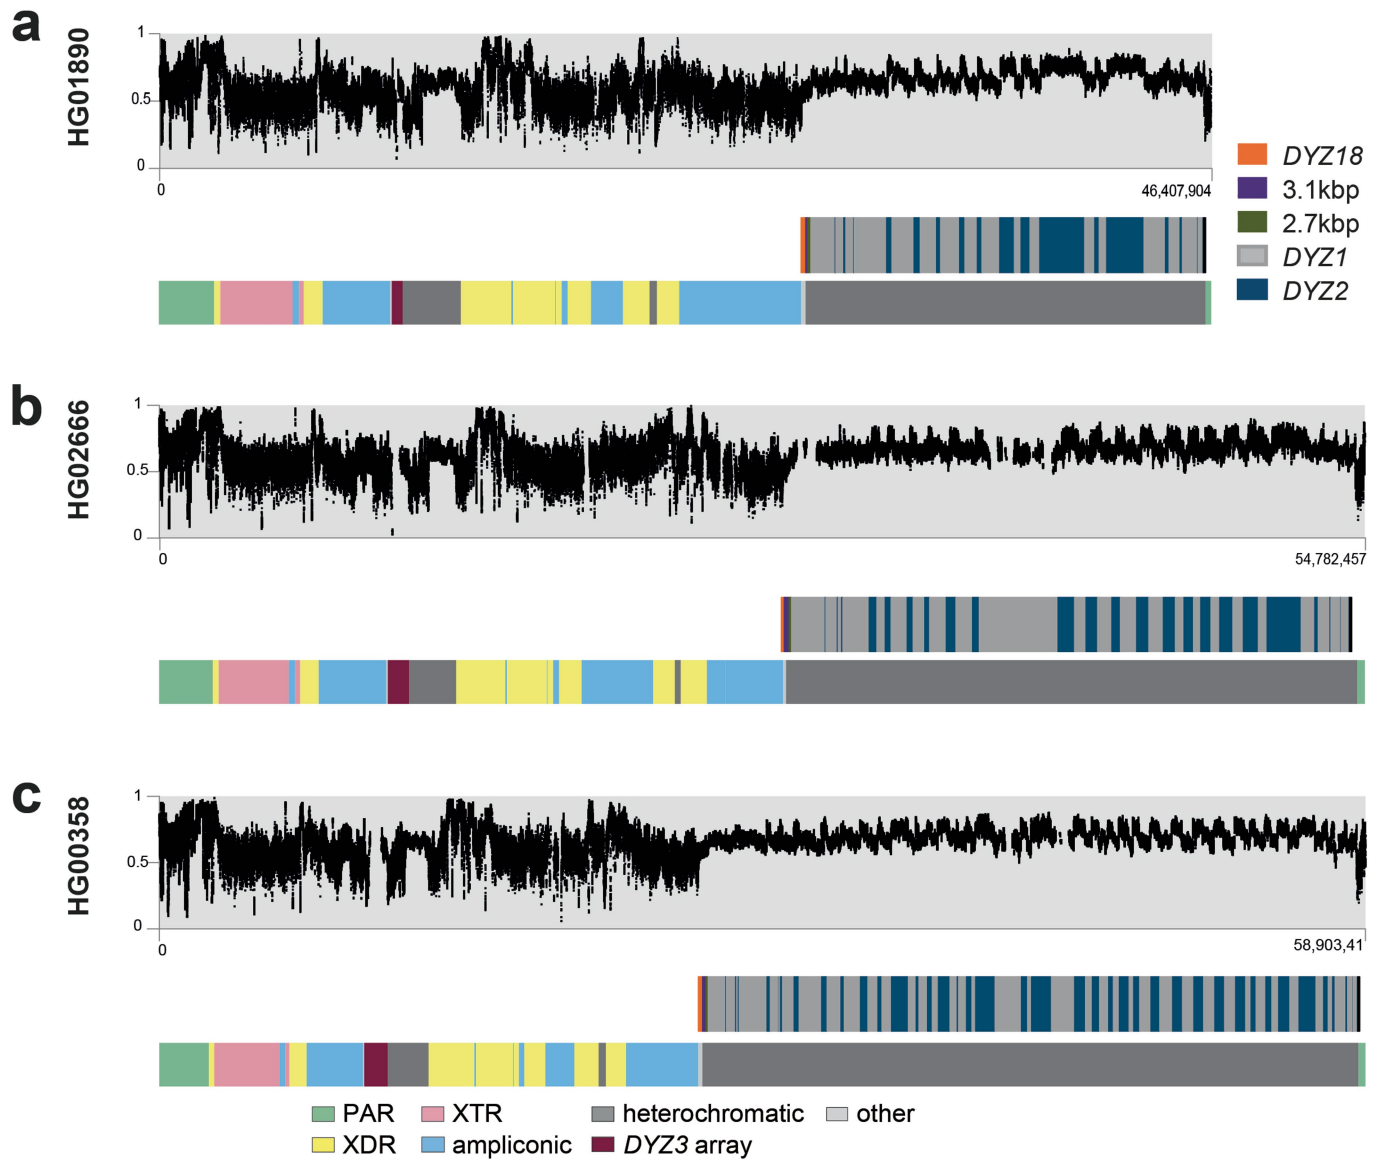 a
HG01890
1
0.5
0
0
46,407,904
DYZ18
3.1kbp
2.7kbp
DYZ1
DYZ2
b
HG02666
1
0.5
0
0
54,782,457
c
HG00358
1
0.5
0
0
58,903,41
PAR
XTR
heterochromatic
other
XDR
ampliconic
DYZ3 array